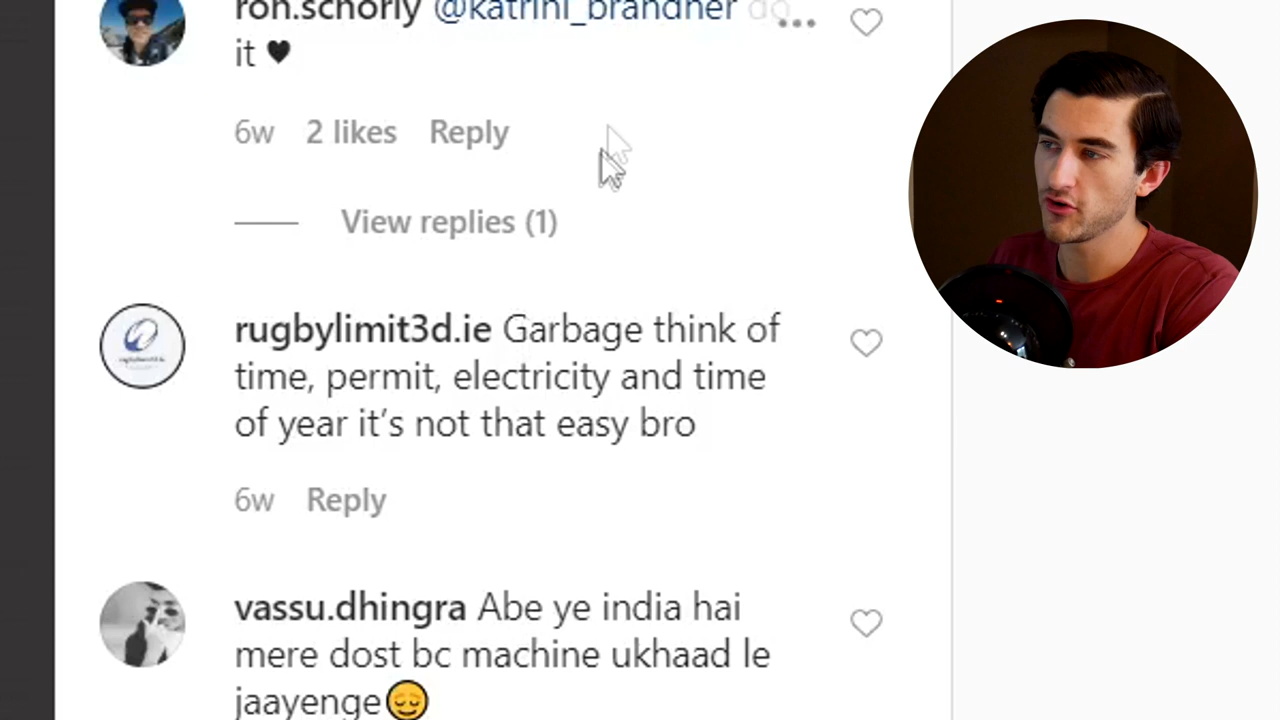 ron.schorly @katrini_brandner do
it ♥
6w 2 likes Reply
View replies (1)
rugbylimit3d.ie Garbage think of
time, permit, electricity and time
of year it’s not that easy bro
6w Reply
vassu.dhingra Abe ye india hai
mere dost bc machine ukhaad le
jaayenge😌